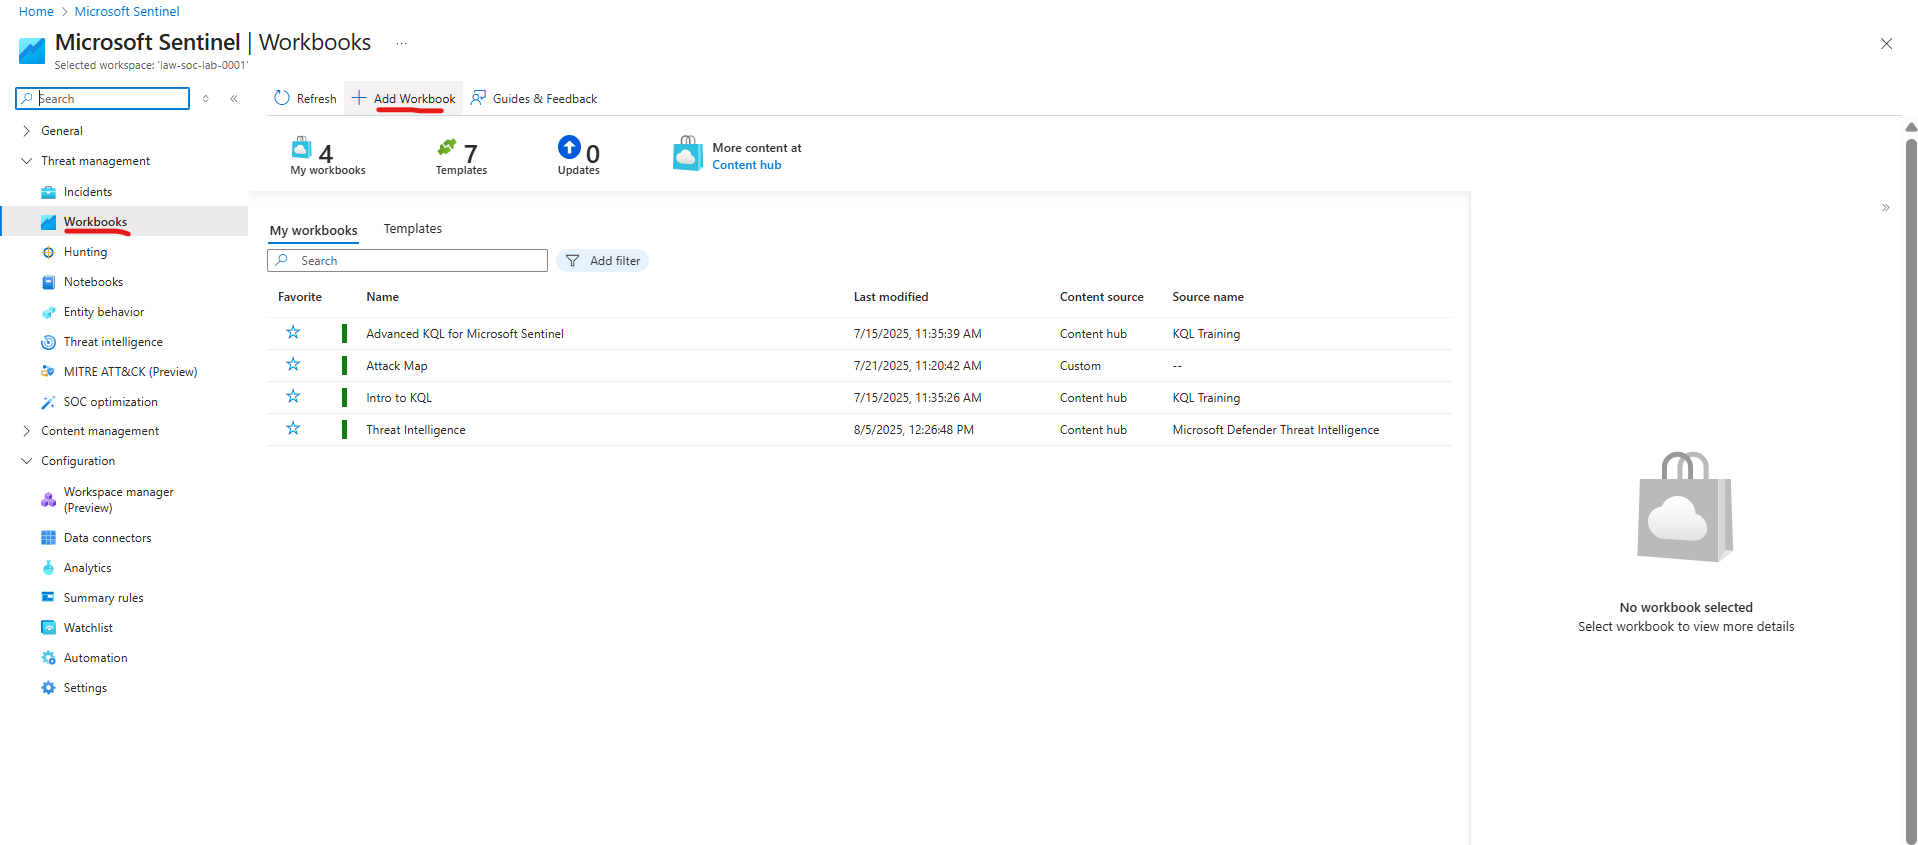 Home > Microsoft Sentinel
Microsoft Sentinel | Workbooks ...
Selected workspace: 'law-soc-lab-0001'
Search
Refresh Add Workbook Guides & Feedback
General
Threat management
Incidents
Workbooks
Hunting
Notebooks
Entity behavior
Threat intelligence
MITRE ATT&CK (Preview)
SOC optimization
Content management
Configuration
Workspace manager
(Preview)
Data connectors
Analytics
Summary rules
Watchlist
Automation
Settings
4
My workbooks
7
Templates
0
Updates
More content at
Content hub
My workbooks Templates
Search Add filter
Favorite Name Last modified Content source Source name
Advanced KQL for Microsoft Sentinel 7/15/2025, 11:35:39 AM Content hub KQL Training
Attack Map 7/21/2025, 11:20:42 AM Custom --
Intro to KQL 7/15/2025, 11:35:26 AM Content hub KQL Training
Threat Intelligence 8/5/2025, 12:26:48 PM Content hub Microsoft Defender Threat Intelligence
No workbook selected
Select workbook to view more details